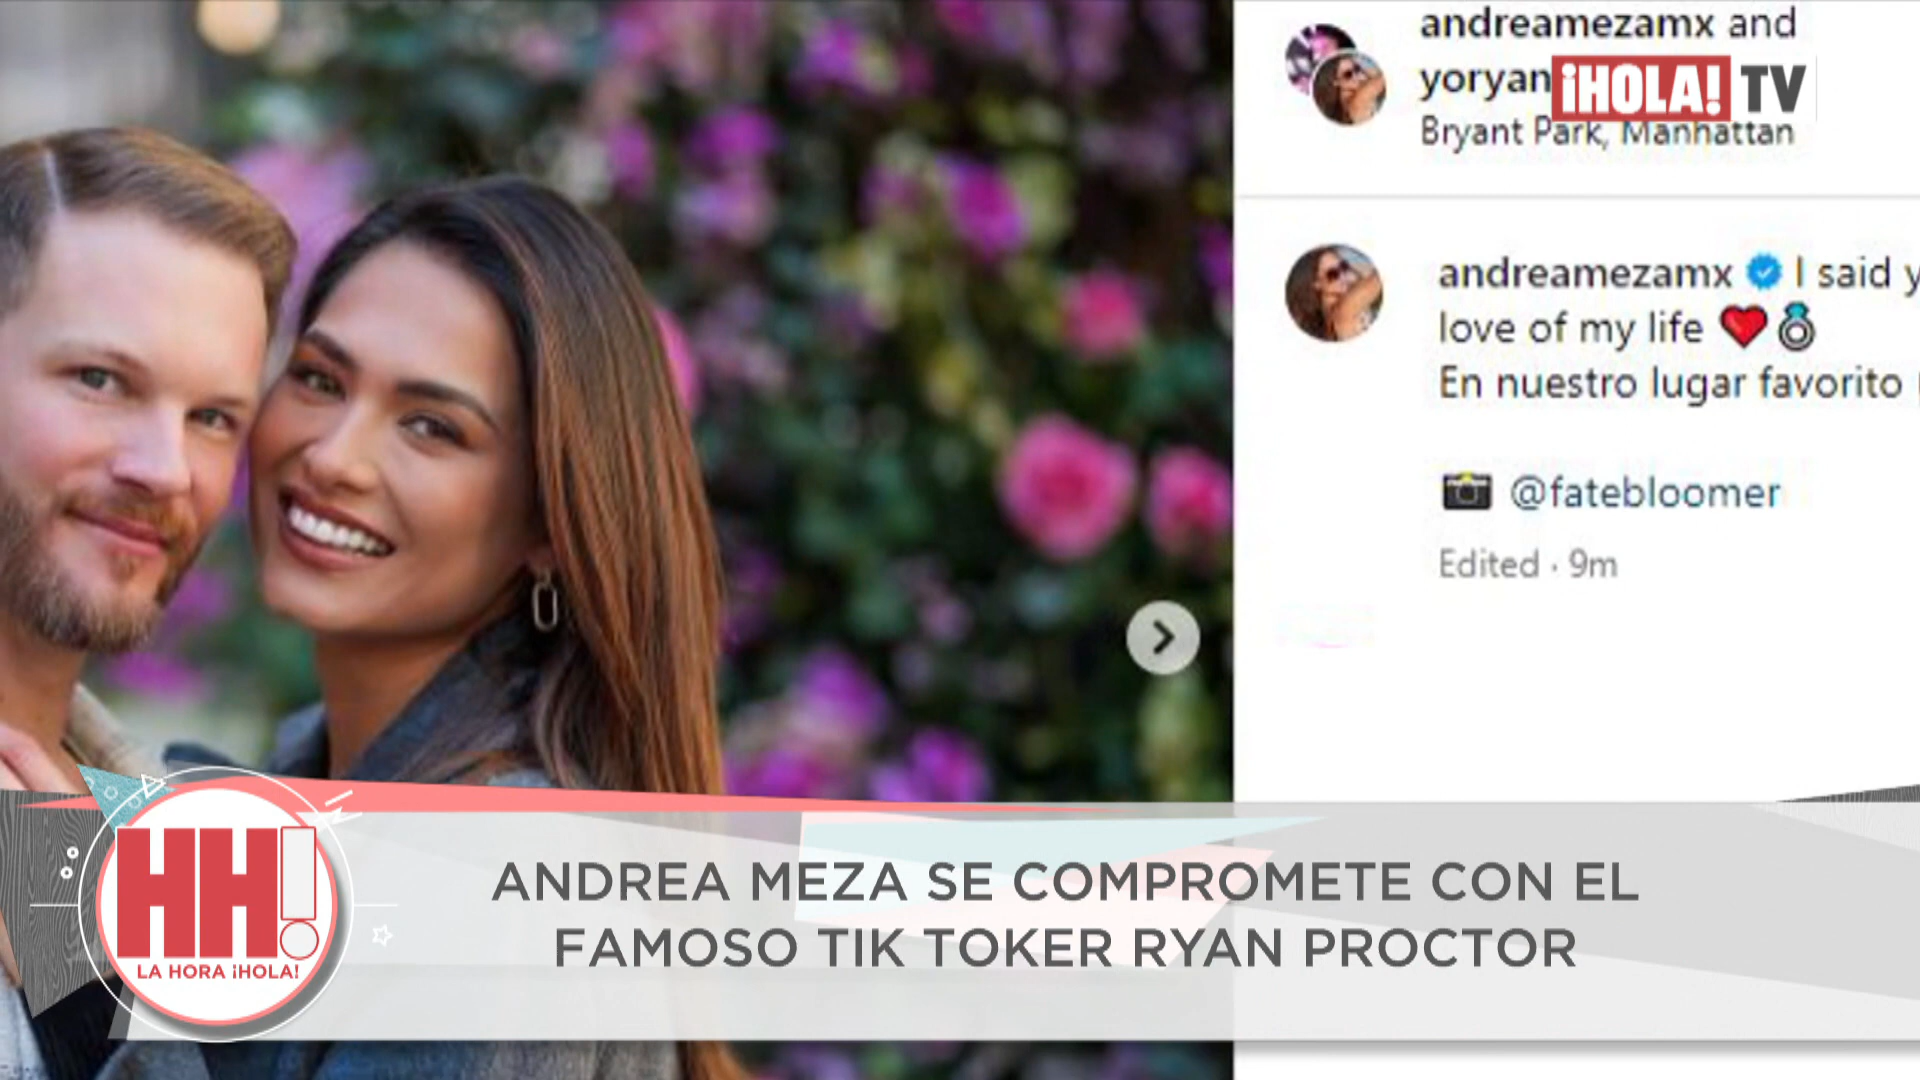 andreamezamx and
yoryan
¡HOLA! TV
Bryant Park, Manhattan
andreamezamx I said y
love of my life
En nuestro lugar favorito
@fatebloomer
Edited · 9m
HH!
LA HORA ¡HOLA!
ANDREA MEZA SE COMPROMETE CON EL
FAMOSO TIK TOKER RYAN PROCTOR